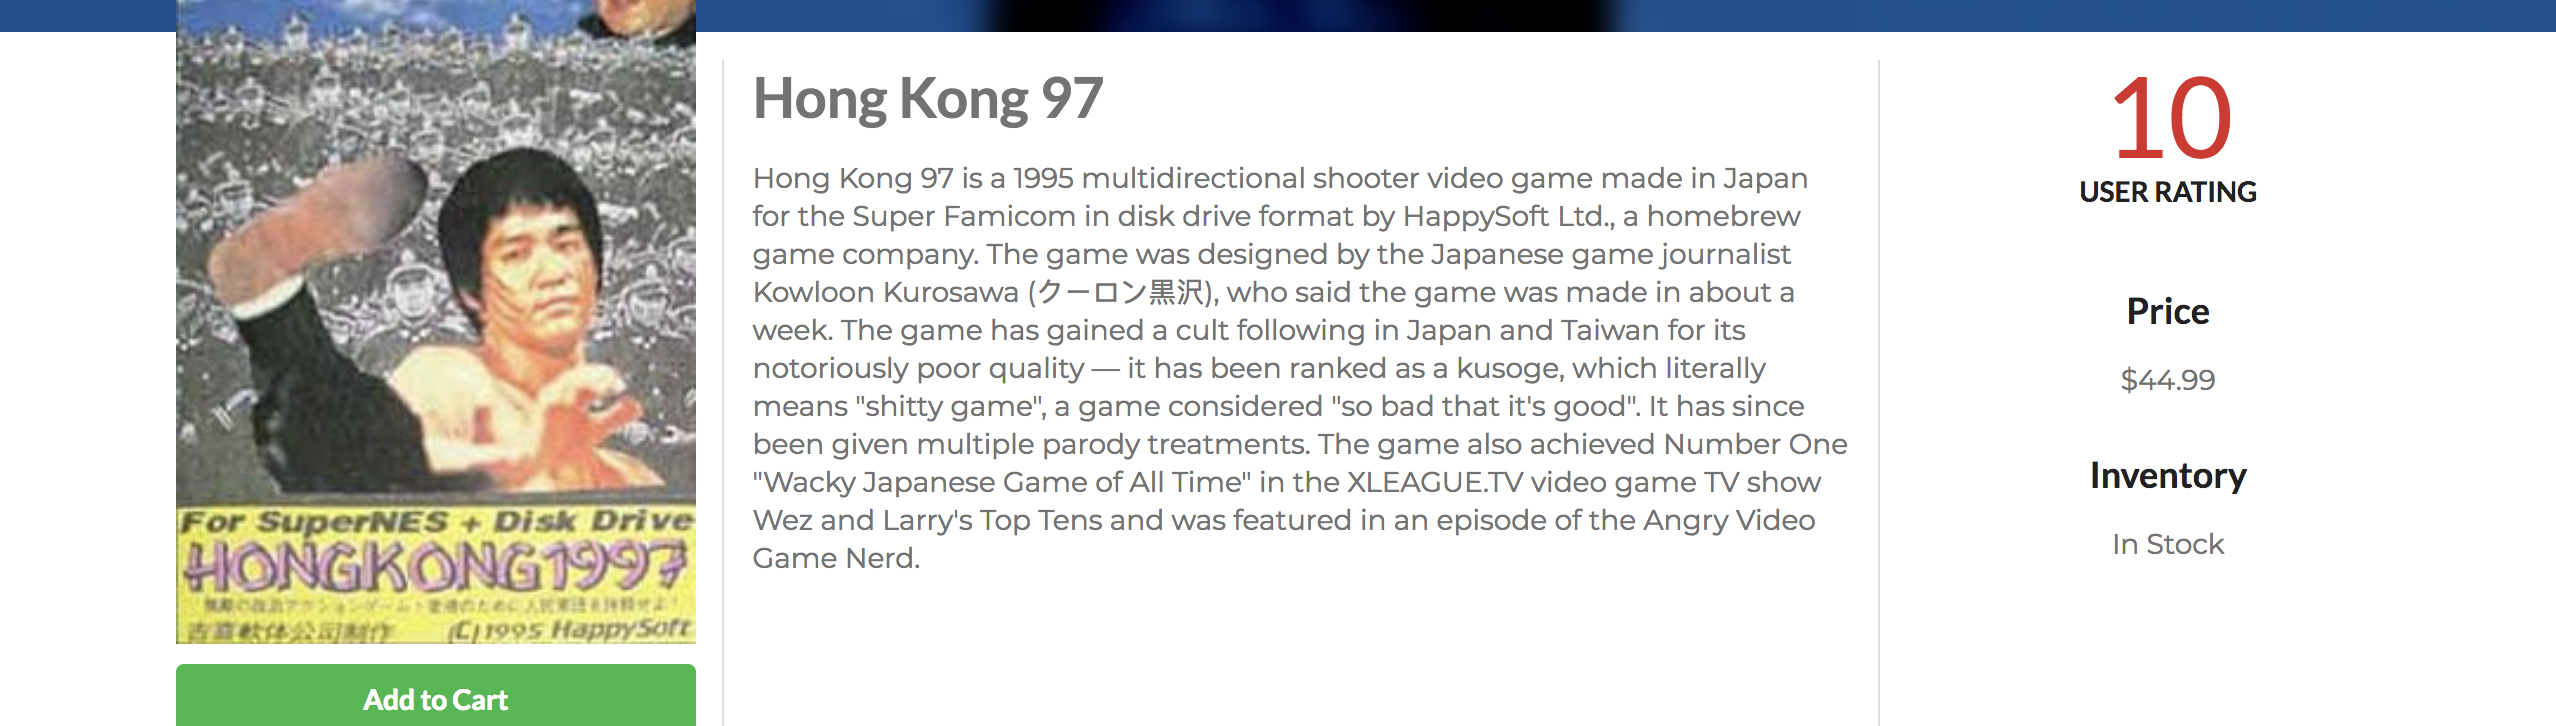 Hong Kong 97
Hong Kong 97 is a 1995 multidirectional shooter video game made in Japan
for the Super Famicom in disk drive format by HappySoft Ltd., a homebrew
game company. The game was designed by the Japanese game journalist
Kowloon Kurosawa (クーロン黒沢), who said the game was made in about a
week. The game has gained a cult following in Japan and Taiwan for its
notoriously poor quality — it has been ranked as a kusoge, which literally
means "shitty game", a game considered "so bad that it's good". It has since
been given multiple parody treatments. The game also achieved Number One
"Wacky Japanese Game of All Time" in the XLEAGUE.TV video game TV show
Wez and Larry's Top Tens and was featured in an episode of the Angry Video
Game Nerd.
10
USER RATING
Price
$44.99
Inventory
In Stock
For SuperNES + Disk Drive
HONGKONG1997
(C)1995 HappySoft
Add to Cart